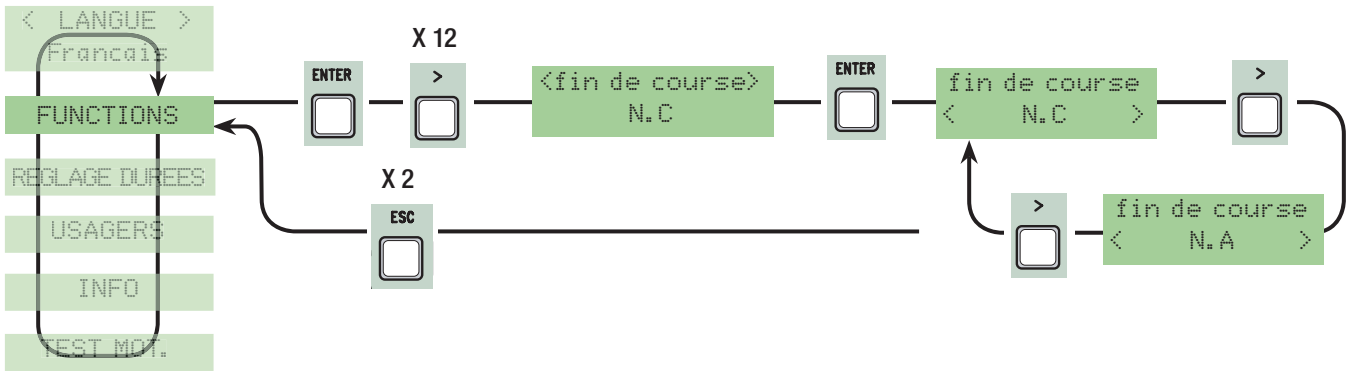 < LANGUE >
Francais
FUNCTIONS
REGLAGE DUREES
USAGERS
INFO
TEST MOT.
ENTER
X 12
>
<fin de course>
N.C
ENTER
fin de course
< N.C >
>
fin de course
< N.A >
>
X 2
ESC